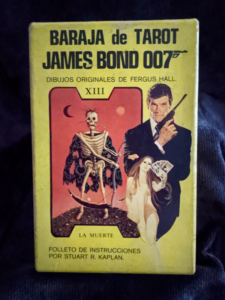 BARAJA de TAROT
JAMES BOND 007
DIBUJOS ORIGINALES DE FERGUS HALL.
XIII
LA MUERTE
FOLLETO DE INSTRUCCIONES
POR STUART R. KAPLAN.